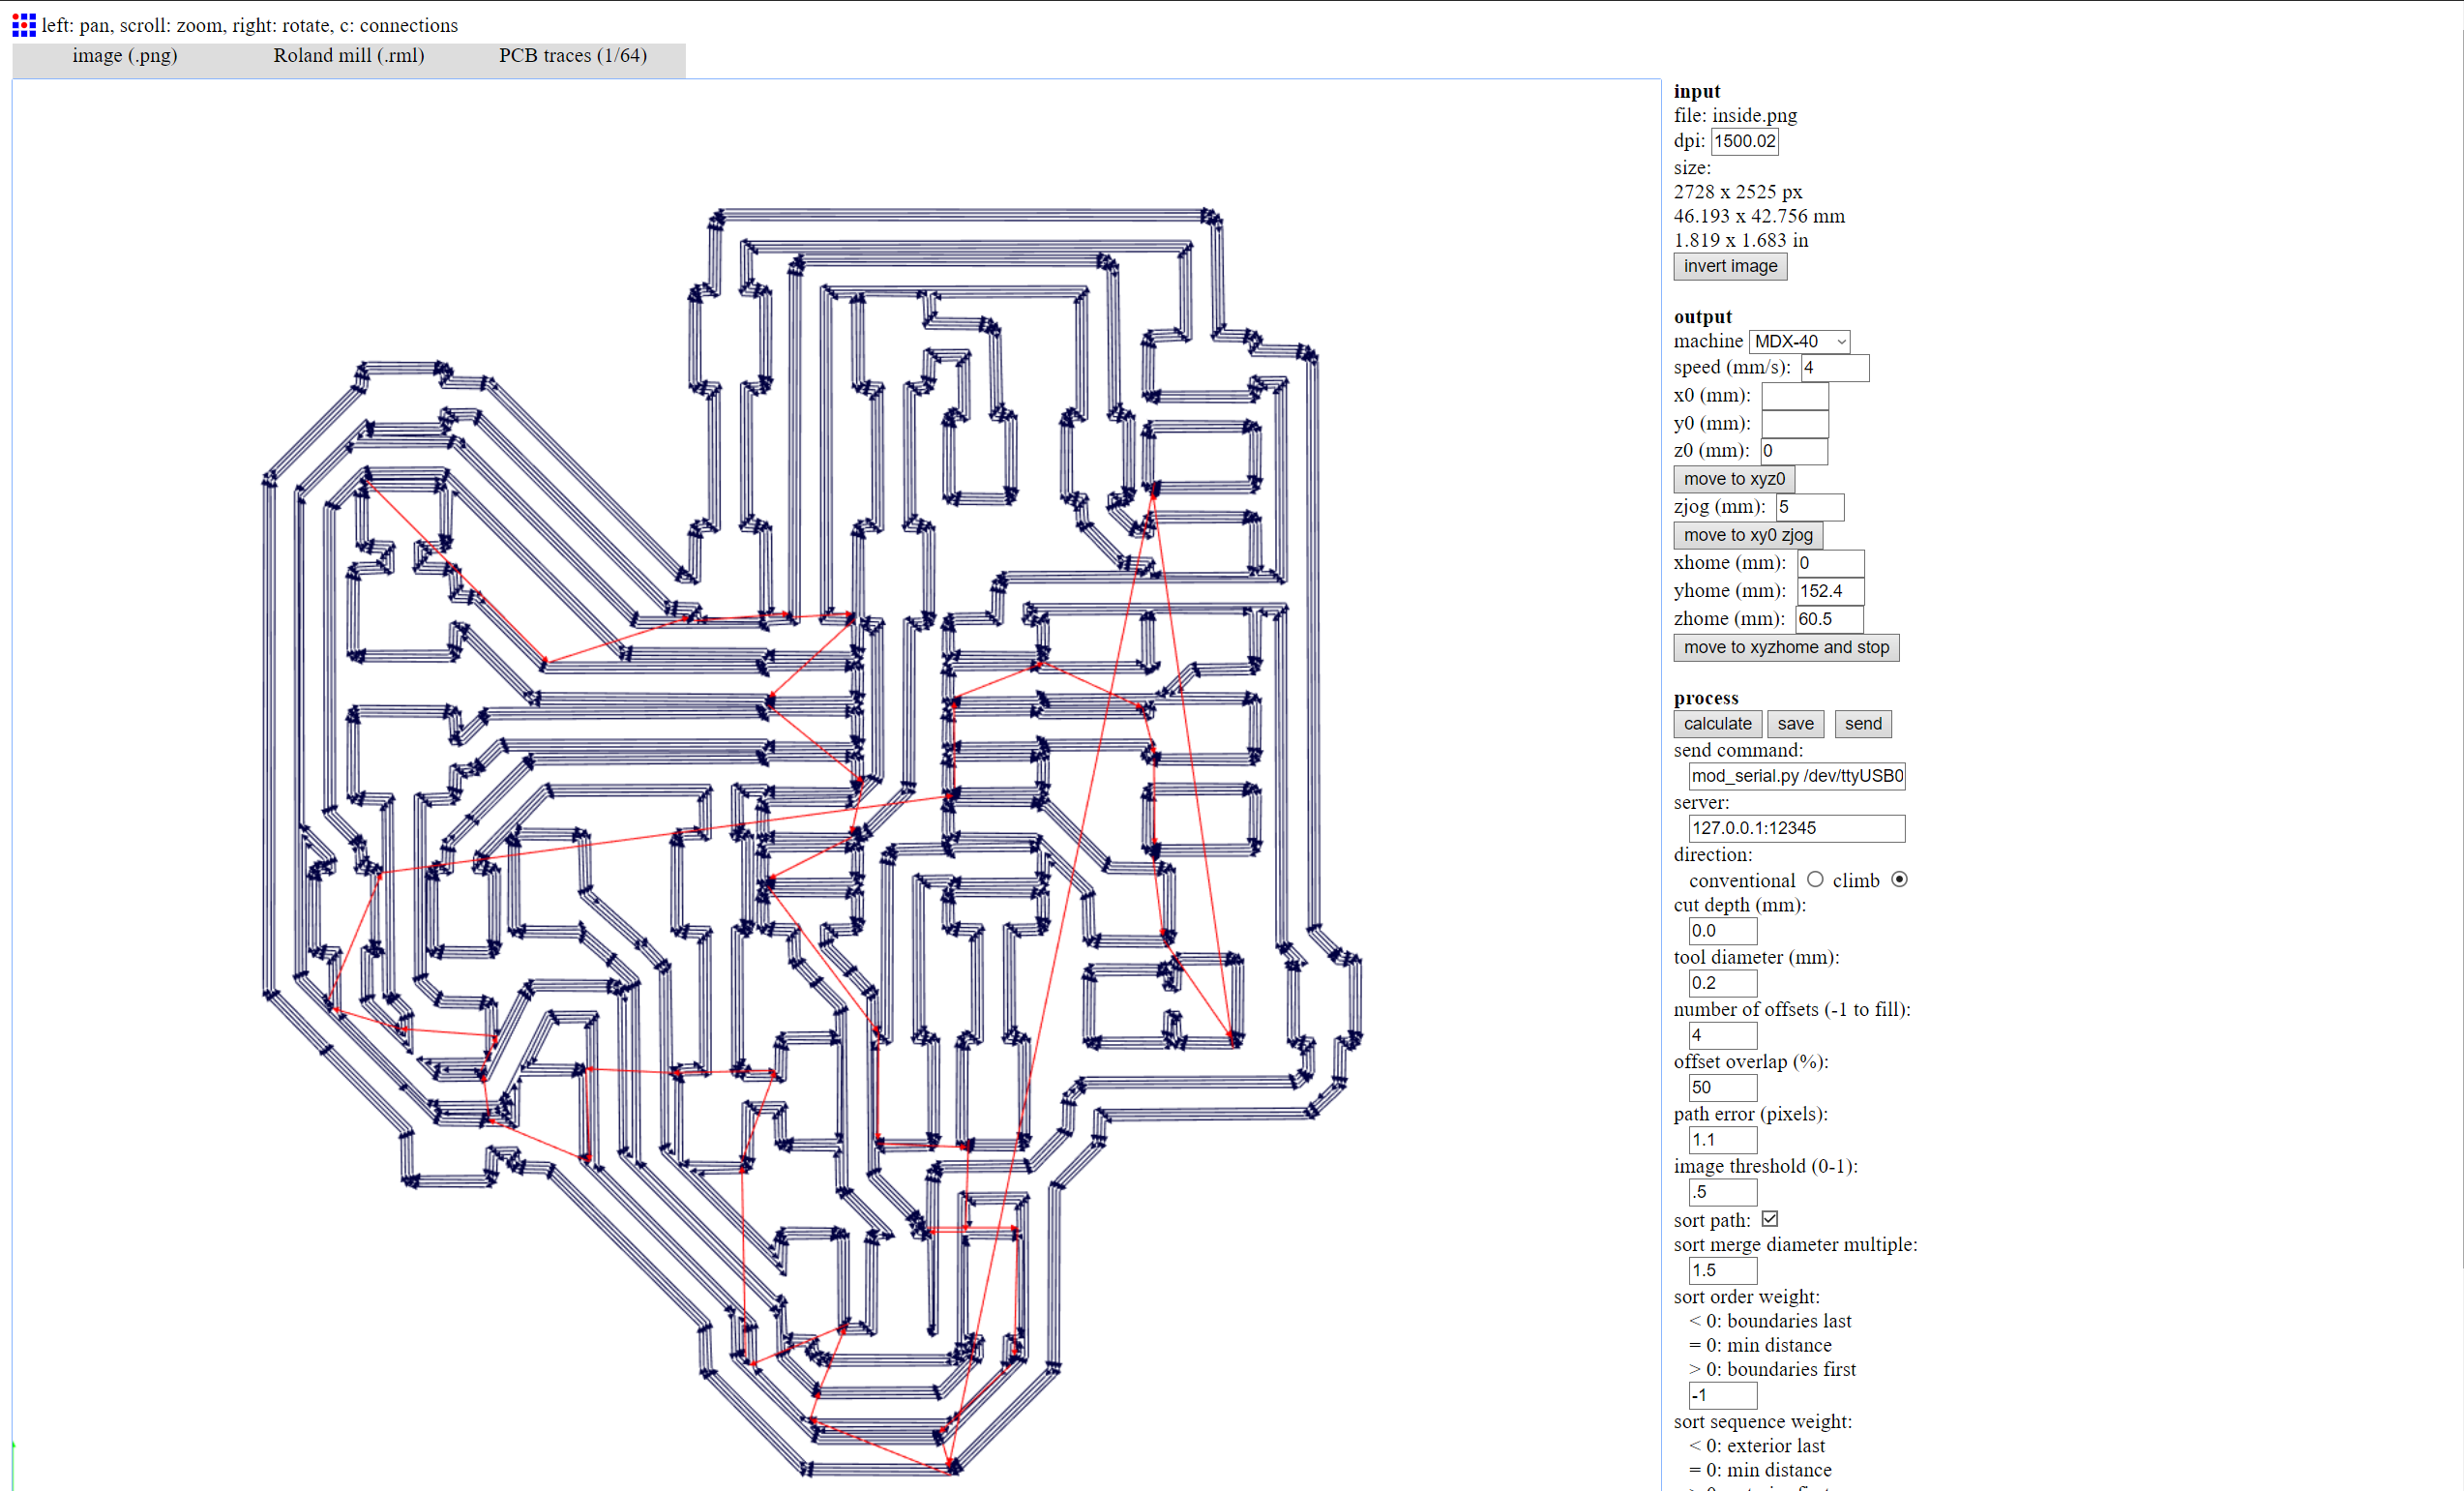 left: pan, scroll: zoom, right: rotate, c: connections
image (.png) Roland mill (.rml) PCB traces (1/64)
input
file: inside.png
dpi: 1500.02
size:
2728 x 2525 px
46.193 x 42.756 mm
1.819 x 1.683 in
invert image
output
machine MDX-40
speed (mm/s): 4
x0 (mm):
y0 (mm):
z0 (mm): 0
move to xyz0
zjog (mm): 5
move to xy0 zjog
xhome (mm): 0
yhome (mm): 152.4
zhome (mm): 60.5
move to xyzhome and stop
process
calculate save send
send command:
mod_serial.py /dev/ttyUSB0
server:
127.0.0.1:12345
direction:
conventional climb
cut depth (mm):
0.0
tool diameter (mm):
0.2
number of offsets (-1 to fill):
4
offset overlap (%):
50
path error (pixels):
1.1
image threshold (0-1):
.5
sort path:
sort merge diameter multiple:
1.5
sort order weight:
< 0: boundaries last
= 0: min distance
> 0: boundaries first
-1
sort sequence weight:
< 0: exterior last
= 0: min distance